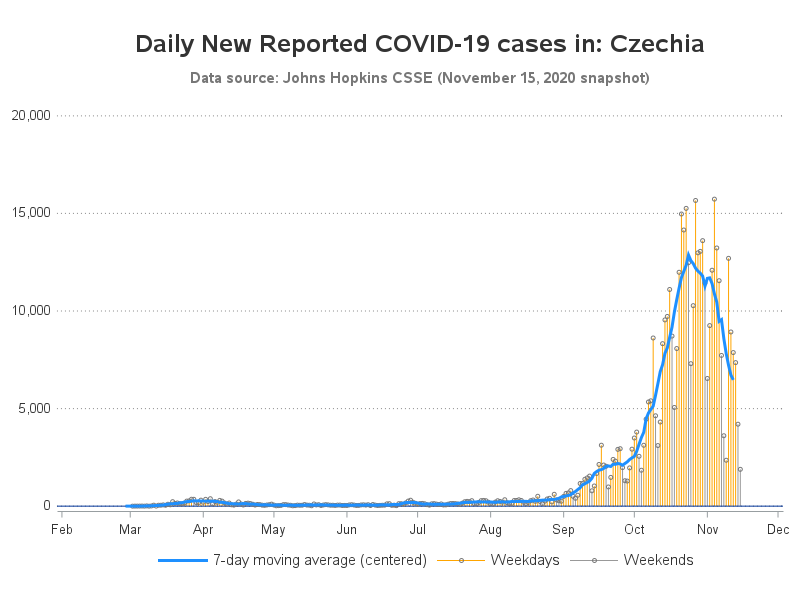 Daily New Reported COVID-19 cases in: Czechia
Data source: Johns Hopkins CSSE (November 15, 2020 snapshot)
20,000
15,000
10,000
5,000
0
Feb Mar Apr May Jun Jul Aug Sep Oct Nov Dec
7-day moving average (centered) Weekdays Weekends